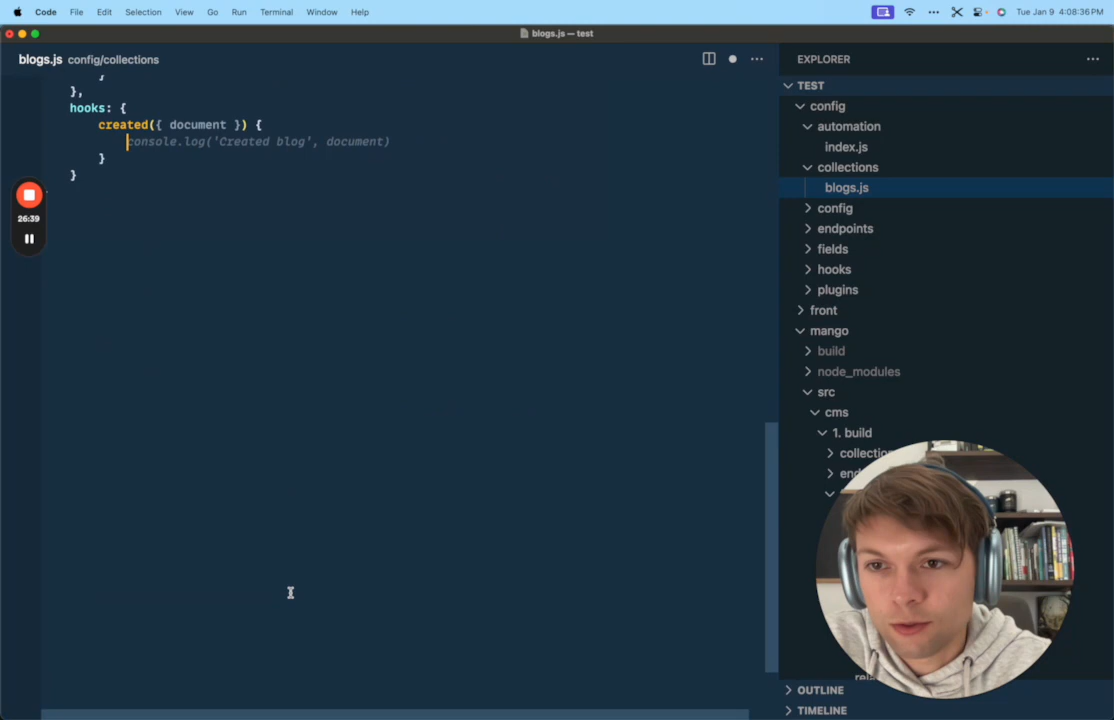 Code File Edit Selection View Go Run Terminal Window Help Tue Jan 9 4:08:36 PM
blogs.js — test
blogs.js config/collections
}
},
hooks: {
created({ document }) {
console.log('Created blog', document)
}
}
26:39
EXPLORER
TEST
config
automation
index.js
collections
blogs.js
config
endpoints
fields
hooks
plugins
front
mango
build
node_modules
src
cms
1. build
OUTLINE
TIMELINE